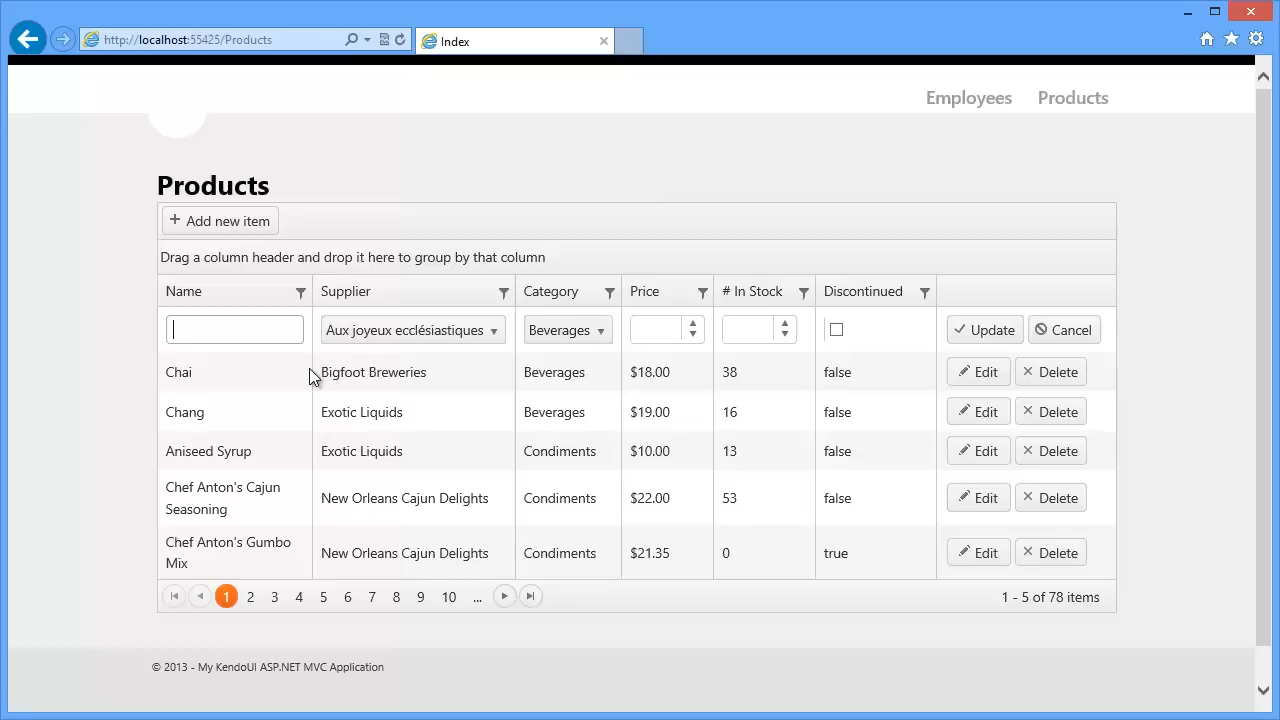 http://localhost:55425/Products
Index
Employees Products
Products
+ Add new item
Drag a column header and drop it here to group by that column
Name Supplier Category Price # In Stock Discontinued
Aux joyeux ecclésiastiques Beverages Update Cancel
Chai Bigfoot Breweries Beverages $18.00 38 false Edit Delete
Chang Exotic Liquids Beverages $19.00 16 false Edit Delete
Aniseed Syrup Exotic Liquids Condiments $10.00 13 false Edit Delete
Chef Anton's Cajun
Seasoning New Orleans Cajun Delights Condiments $22.00 53 false Edit Delete
Chef Anton's Gumbo
Mix New Orleans Cajun Delights Condiments $21.35 0 true Edit Delete
1 2 3 4 5 6 7 8 9 10 ... 1 - 5 of 78 items
© 2013 - My KendoUI ASP.NET MVC Application